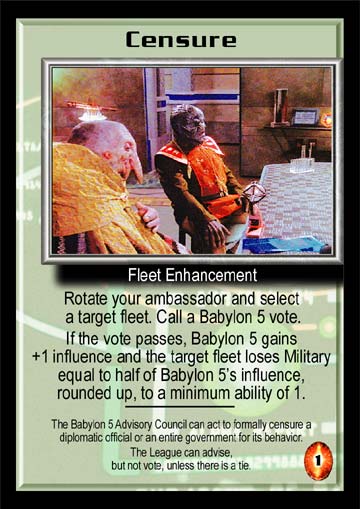 Censure
Fleet Enhancement
Rotate your ambassador and select
a target fleet. Call a Babylon 5 vote.
If the vote passes, Babylon 5 gains
+1 influence and the target fleet loses Military
equal to half of Babylon 5's influence,
rounded up, to a minimum ability of 1.
The Babylon 5 Advisory Council can act to formally censure a
diplomatic official or an entire government for its behavior.
The League can advise,
but not vote, unless there is a tie.
1